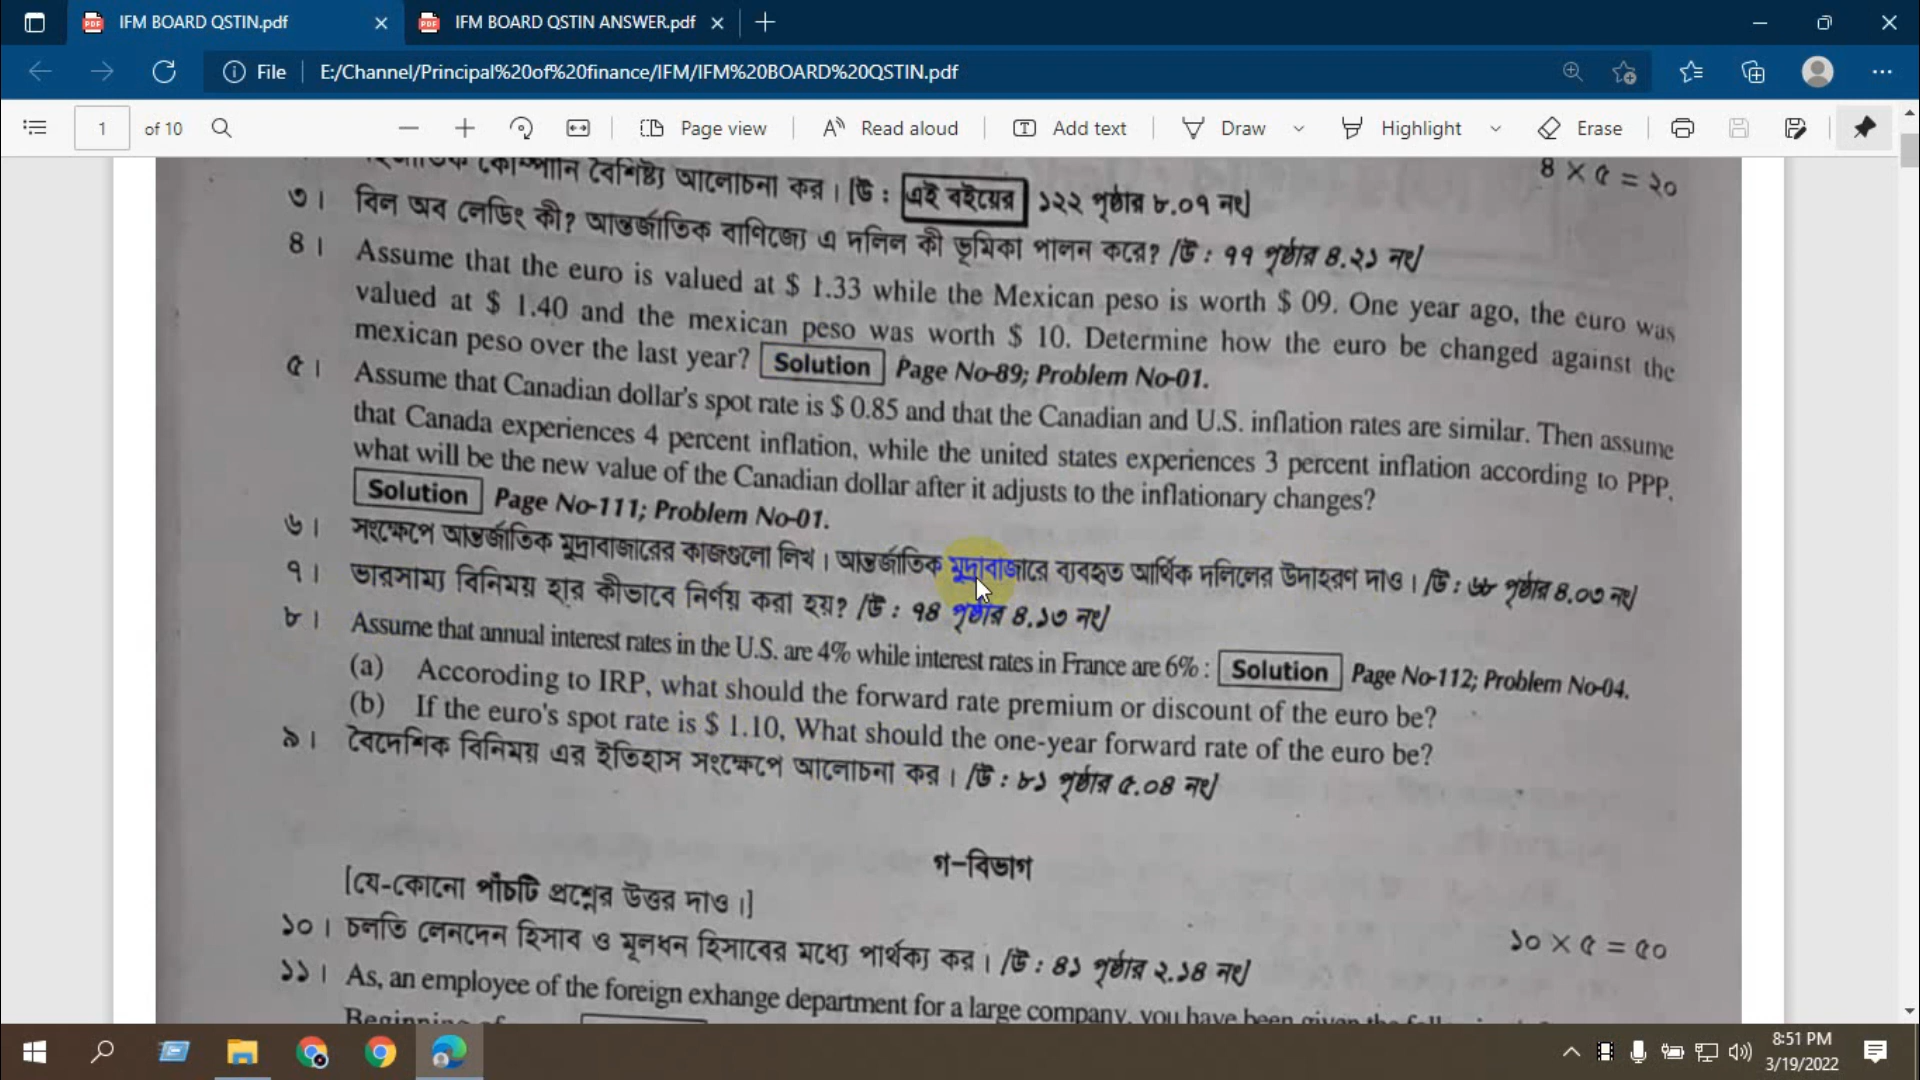 IFM BOARD QSTIN.pdf
IFM BOARD QSTIN ANSWER.pdf
File
E:/Channel/Principal%20of%20finance/IFM/IFM%20BOARD%20QSTIN.pdf
1 of 10
Page view
Read aloud
Add text
Draw
Highlight
Erase
কোম্পানি বৈশিষ্ট্য আলোচনা কর। [উ : এই বইয়ের ১২২ পৃষ্ঠার ৮.০৭ নং]
৪ × ৫ = ২০
৩। বিল অব লেডিং কী? আন্তর্জাতিক বাণিজ্যে এ দলিল কী ভূমিকা পালন করে? [উ : ৭৭ পৃষ্ঠার ৪.২১ নং]
৪। Assume that the euro is valued at $ 1.33 while the Mexican peso is worth $ 09. One year ago, the euro was
valued at $ 1.40 and the mexican peso was worth $ 10. Determine how the euro be changed against the
mexican peso over the last year? Solution Page No-89; Problem No-01.
৫। Assume that Canadian dollar's spot rate is $ 0.85 and that the Canadian and U.S. inflation rates are similar. Then assume
that Canada experiences 4 percent inflation, while the united states experiences 3 percent inflation according to PPP,
what will be the new value of the Canadian dollar after it adjusts to the inflationary changes?
Solution Page No-111; Problem No-01.
৬। সংক্ষেপে আন্তর্জাতিক মুদ্রাবাজারের কাজগুলো লিখ। আন্তর্জাতিক মুদ্রাবাজারে ব্যবহৃত আর্থিক দলিলের উদাহরণ দাও। [উ : ৬৮ পৃষ্ঠার ৪.০৩ নং]
৭। ভারসাম্য বিনিময় হার কীভাবে নির্ণয় করা হয়? [উ : ৭৪ পৃষ্ঠার ৪.১৩ নং]
৮। Assume that annual interest rates in the U.S. are 4% while interest rates in France are 6% : Solution Page No-112; Problem No-04.
(a) Accoroding to IRP, what should the forward rate premium or discount of the euro be?
(b) If the euro's spot rate is $ 1.10, What should the one-year forward rate of the euro be?
৯। বৈদেশিক বিনিময় এর ইতিহাস সংক্ষেপে আলোচনা কর। [উ : ৮১ পৃষ্ঠার ৫.০৪ নং]
গ-বিভাগ
[যে-কোনো পাঁচটি প্রশ্নের উত্তর দাও।]
১০ × ৫ = ৫০
১০। চলতি লেনদেন হিসাব ও মূলধন হিসাবের মধ্যে পার্থক্য কর। [উ : ৪১ পৃষ্ঠার ২.১৪ নং]
১১। As, an employee of the foreign exhange department for a large company, you have been given the
8:51 PM
3/19/2022